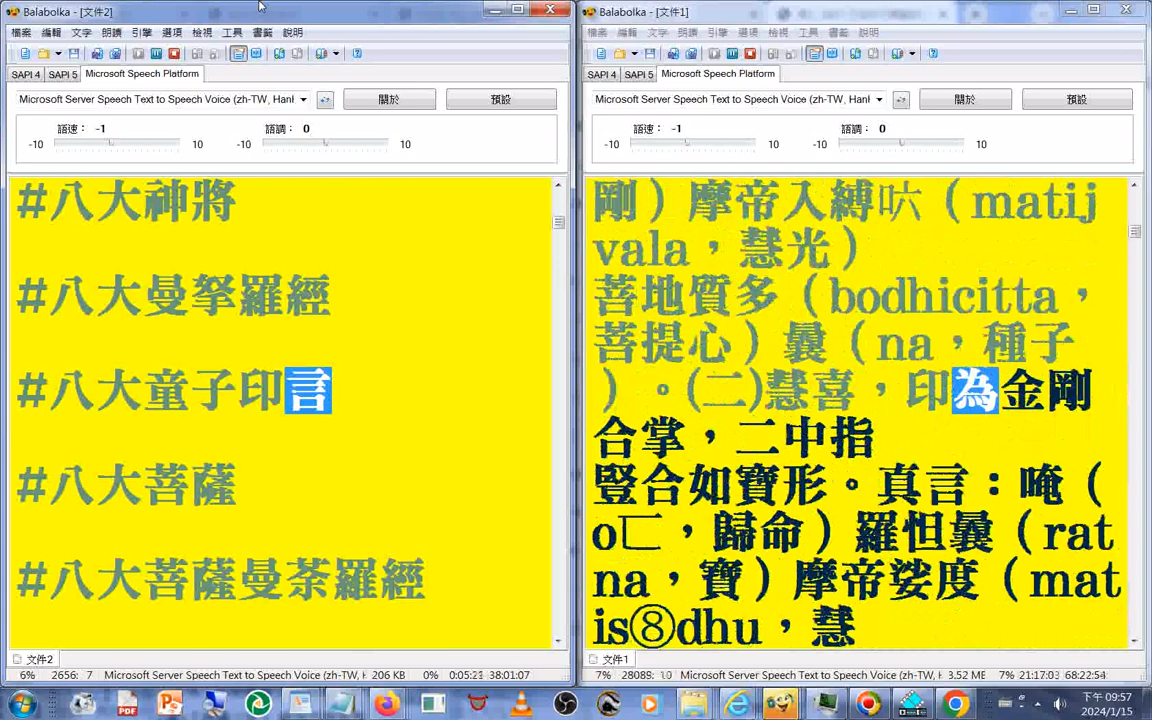 Balabolka - [文件2]
檔案 編輯 文字 朗讀 引擎 選項 檢視 工具 書籤 說明
SAPI 4 SAPI 5 Microsoft Speech Platform
Microsoft Server Speech Text to Speech Voice (zh-TW, Hanl
關於 預設
語速： -1 語調： 0
-10 10 -10 10
#八大神將
#八大曼拏羅經
#八大童子印言
#八大菩薩
#八大菩薩曼荼羅經
文件2
6% 2656: 7 Microsoft Server Speech Text to Speech Voice (zh-TW, H 206 KB 0% 38:01:07
Balabolka - [文件1]
檔案 編輯 文字 朗讀 引擎 選項 檢視 工具 書籤 說明
SAPI 4 SAPI 5 Microsoft Speech Platform
Microsoft Server Speech Text to Speech Voice (zh-TW, Hanl
關於 預設
語速： -1 語調： 0
-10 10 -10 10
剛）摩帝入縛吠（matij
vala，慧光）
菩地質多（bodhicitta，
菩提心）曩（na，種子
）。(二)慧喜，印為金剛
合掌，二中指
豎合如寶形。真言：唵（
o匸，歸命）羅怛曩（rat
na，寶）摩帝娑度（mat
is⑧dhu，慧
文件1
7% 28089: Microsoft Server Speech Text to Speech Voice (zh-TW, H 3.52 MB 7% 21:17:03 68:22:54
下午 09:57
2024/1/15